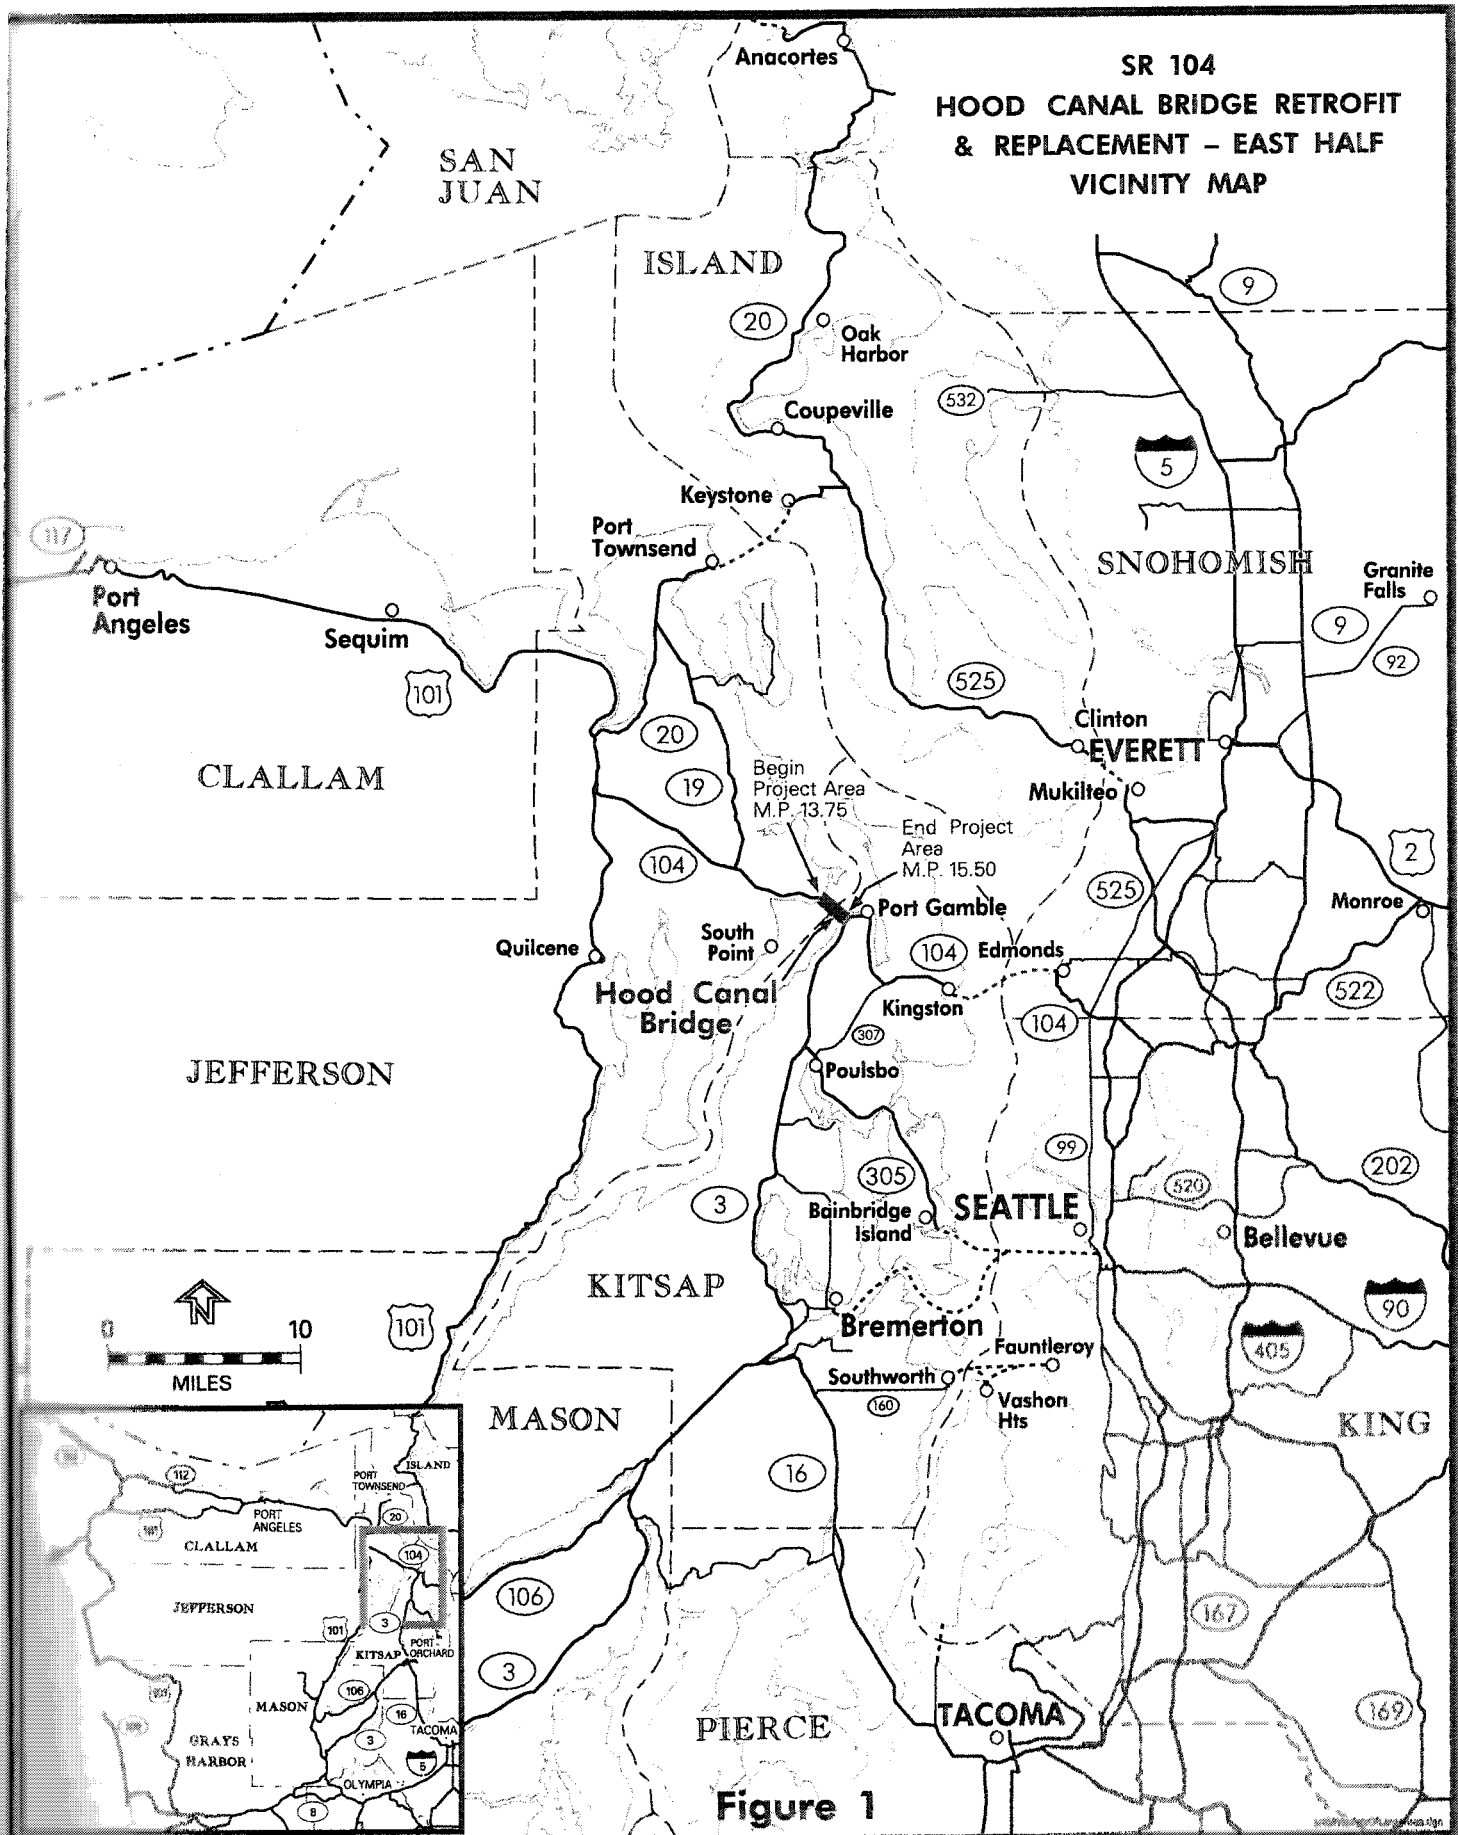 SR 104
HOOD CANAL BRIDGE RETROFIT
& REPLACEMENT – EAST HALF
VICINITY MAP
Anacortes
SAN
JUAN
ISLAND
9
20
Oak
Harbor
532
Coupeville
5
Keystone
Port
Townsend
117
Port
Angeles
Sequim
101
SNOHOMISH
Granite
Falls
9
92
525
Clinton
EVERETT
Mukilteo
20
19
CLALLAM
Begin
Project Area
M.P. 13.75
End Project
Area
M.P. 15.50
104
2
525
Monroe
Port Gamble
South
Point
Quilcene
104
Edmonds
Hood Canal
Bridge
Kingston
522
104
307
Poulsbo
JEFFERSON
99
305
202
520
3
Bainbridge
Island
SEATTLE
Bellevue
KITSAP
N
0 10
MILES
101
Bremerton
90
405
Fauntleroy
Southworth
160
Vashon
Hts
MASON
KING
16
106
3
167
169
TACOMA
PIERCE
Figure 1
112
PORT
TOWNSEND
ISLAND
20
PORT
ANGELES
101
CLALLAM
104
JEFFERSON
3
101
KITSAP
PORT
ORCHARD
106
MASON
16
3
TACOMA
5
GRAYS
HARBOR
OLYMPIA
8